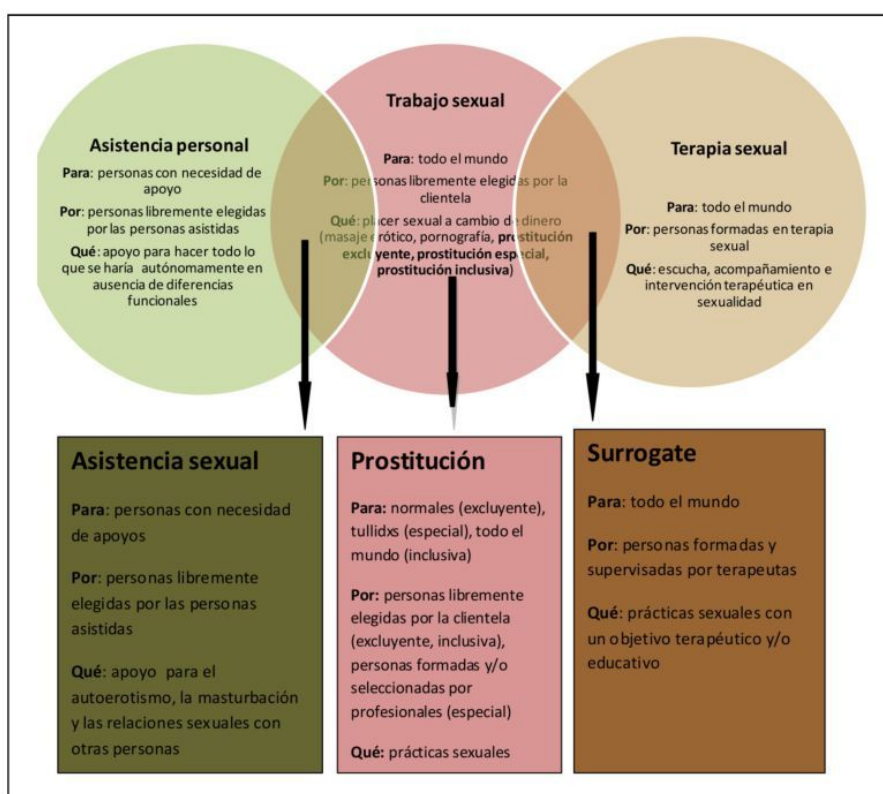 Asistencia personal
Para: personas con necesidad de
apoyo
Por: personas libremente elegidas
por las personas asistidas
Qué: apoyo para hacer todo lo
que se haría autónomamente en
ausencia de diferencias
funcionales
Trabajo sexual
Para: todo el mundo
Por: personas libremente elegidas por la
clientela
Qué: placer sexual a cambio de dinero
(masaje erótico, pornografía, prostitución
excluyente, prostitución especial,
prostitución inclusiva)
Terapia sexual
Para: todo el mundo
Por: personas formadas en terapia
sexual
Qué: escucha, acompañamiento e
intervención terapéutica en
sexualidad
Asistencia sexual
Para: personas con necesidad
de apoyos
Por: personas libremente
elegidas por las personas
asistidas
Qué: apoyo para el
autoerotismo, la masturbación
y las relaciones sexuales con
otras personas
Prostitución
Para: normales (excluyente),
tullidxs (especial), todo el
mundo (inclusiva)
Por: personas libremente
elegidas por la clientela
(excluyente, inclusiva),
personas formadas y/o
seleccionadas por
profesionales (especial)
Qué: prácticas sexuales
Surrogate
Para: todo el mundo
Por: personas formadas y
supervisadas por terapeutas
Qué: prácticas sexuales con
un objetivo terapéutico y/o
educativo